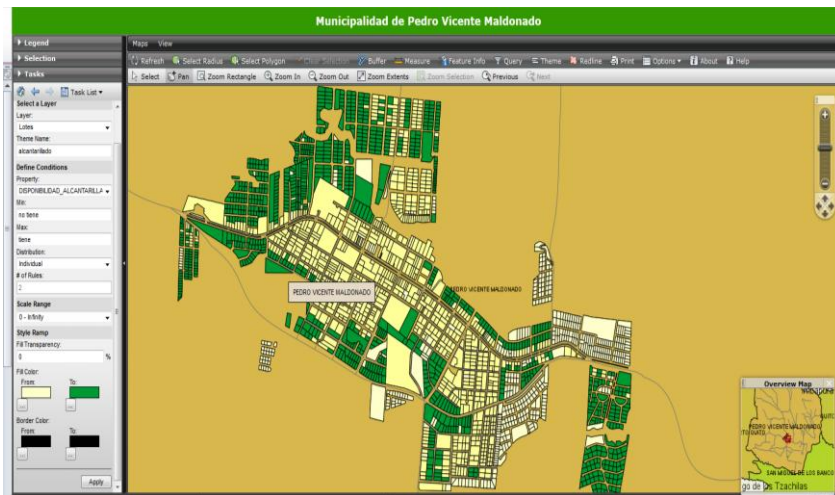 Municipalidad de Pedro Vicente Maldonado
Legend
Selection
Tasks
Task List
Select a Layer
Layer:
Lotes
Theme Name:
alcantarillado
Define Conditions
Property:
DISPONIBILIDAD_ALCANTARILLA
Min:
no tiene
Max:
tiene
Distribution:
Individual
# of Rules:
2
Scale Range
0 - Infinity
Style Ramp
Fill Transparency:
0 %
Fill Color:
From To:
... ...
Border Color:
From To:
... ...
Apply
Maps View
Refresh Select Radius Select Polygon Clear Selection Buffer Measure Feature Info Query Theme Redline Print Options About Help
Select Pan Zoom Rectangle Zoom In Zoom Out Zoom Extents Zoom Selection Previous Next
PEDRO VICENTE MALDONADO
PEDRO VICENTE MALDONADO
Overview Map
PEDRO VICENTE MALDONADO
SAN MIGUEL DE LOS BANCOS
go de los Tzachilas